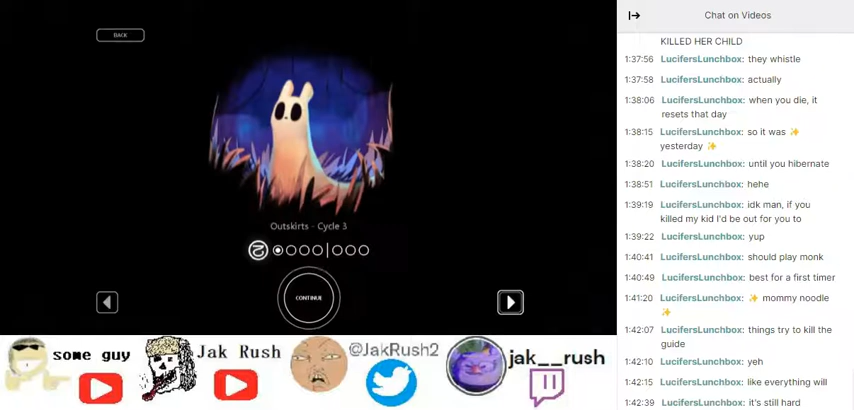 BACK
Outskirts - Cycle 3
CONTINUE
some guy
Jak Rush
@JakRush2
jak__rush
Chat on Videos
KILLED HER CHILD
1:37:56 LucifersLunchbox: they whistle
1:37:58 LucifersLunchbox: actually
1:38:06 LucifersLunchbox: when you die, it
resets that day
1:38:15 LucifersLunchbox: so it was ✨
yesterday ✨
1:38:20 LucifersLunchbox: until you hibernate
1:38:51 LucifersLunchbox: hehe
1:39:19 LucifersLunchbox: idk man, if you
killed my kid I'd be out for you to
1:39:22 LucifersLunchbox: yup
1:40:41 LucifersLunchbox: should play monk
1:40:49 LucifersLunchbox: best for a first timer
1:41:20 LucifersLunchbox: ✨ mommy noodle
✨
1:42:07 LucifersLunchbox: things try to kill the
guide
1:42:10 LucifersLunchbox: yeh
1:42:15 LucifersLunchbox: like everything will
1:42:39 LucifersLunchbox: it's still hard